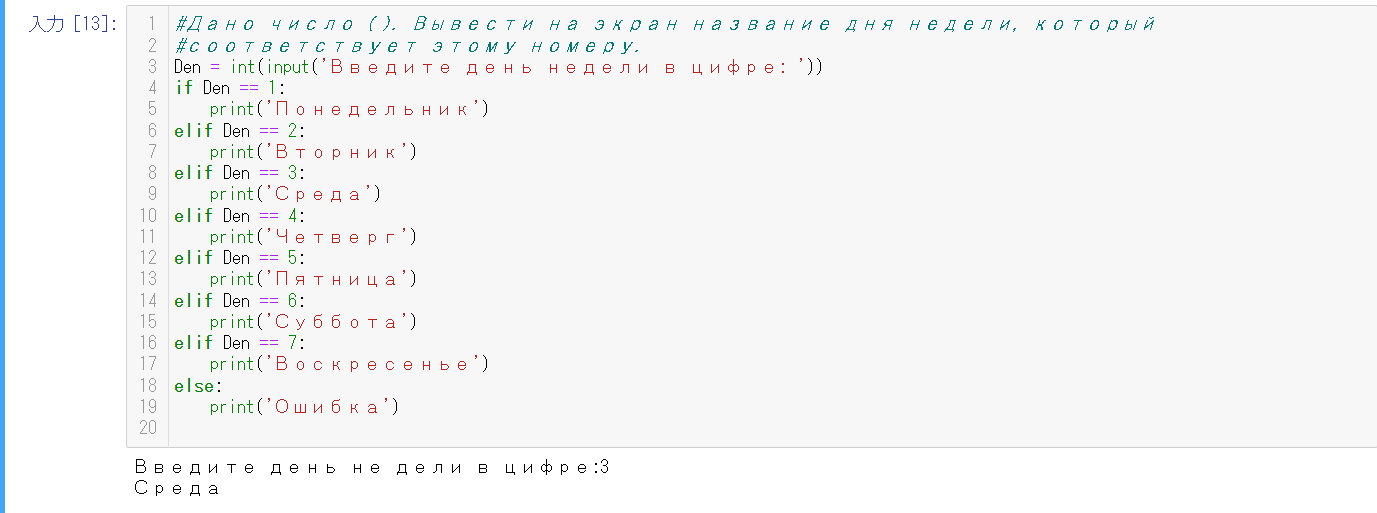 入力 [13]:
1 #Дано число (). Вывести на экран название дня недели, который
2 #соответствует этому номеру.
3 Den = int(input('Введите день недели в цифре: '))
4 if Den == 1:
5     print('Понедельник')
6 elif Den == 2:
7     print('Вторник')
8 elif Den == 3:
9     print('Среда')
10 elif Den == 4:
11     print('Четверг')
12 elif Den == 5:
13     print('Пятница')
14 elif Den == 6:
15     print('Суббота')
16 elif Den == 7:
17     print('Воскресенье')
18 else:
19     print('Ошибка')
20
Введите день не дели в цифре:3
Среда